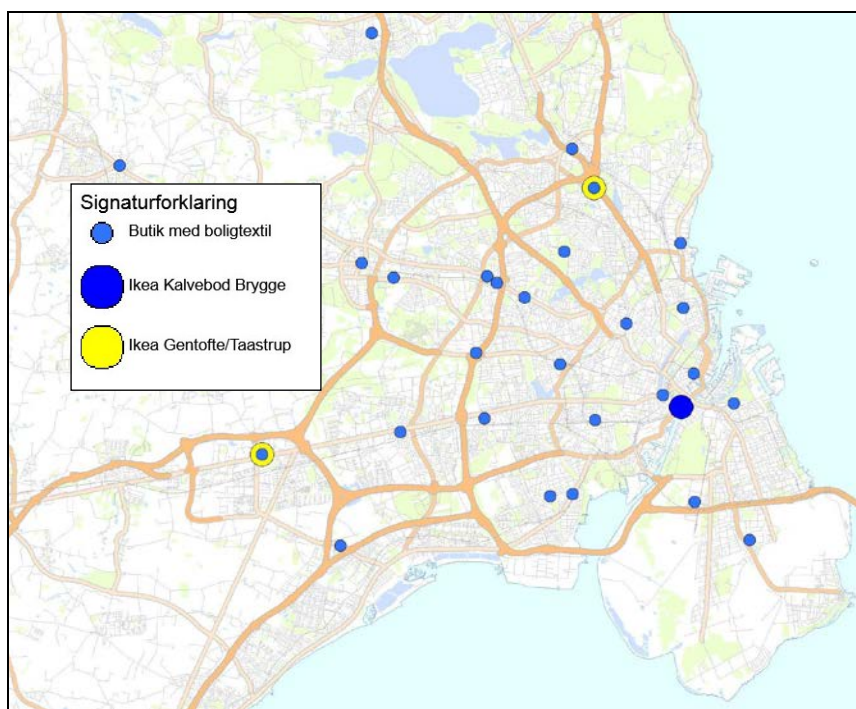 Signaturforklaring
Butik med boligtextil
Ikea Kalvebod Brygge
Ikea Gentofte/Taastrup